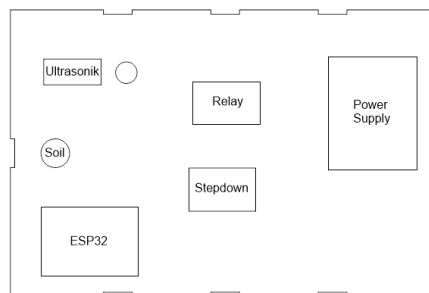 Ultrasonik
Relay
Power
Supply
Soil
Stepdown
ESP32